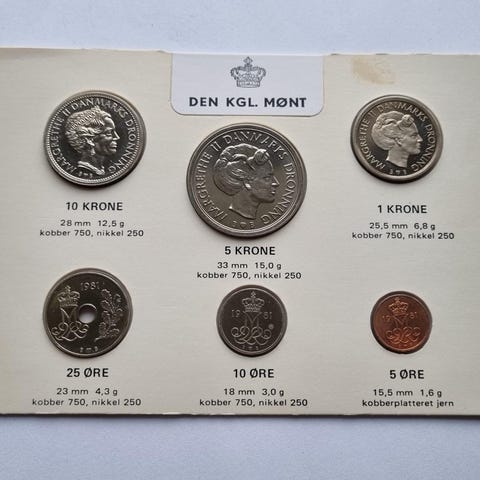 DEN KGL. MØNT
MARGRETHE II DANMARKS DRONNING
10 KRONE
28 mm 12,5 g
kobber 750, nikkel 250
MARGRETHE II DANMARKS DRONNING
5 KRONE
33 mm 15,0 g
kobber 750, nikkel 250
MARGRETHE II DANMARKS DRONNING
1 KRONE
25,5 mm 6,8 g
kobber 750, nikkel 250
1981
25 ØRE
23 mm 4,3 g
kobber 750, nikkel 250
19 81
10 ØRE
18 mm 3,0 g
kobber 750, nikkel 250
19 81
5 ØRE
15,5 mm 1,6 g
kobberplatteret jern